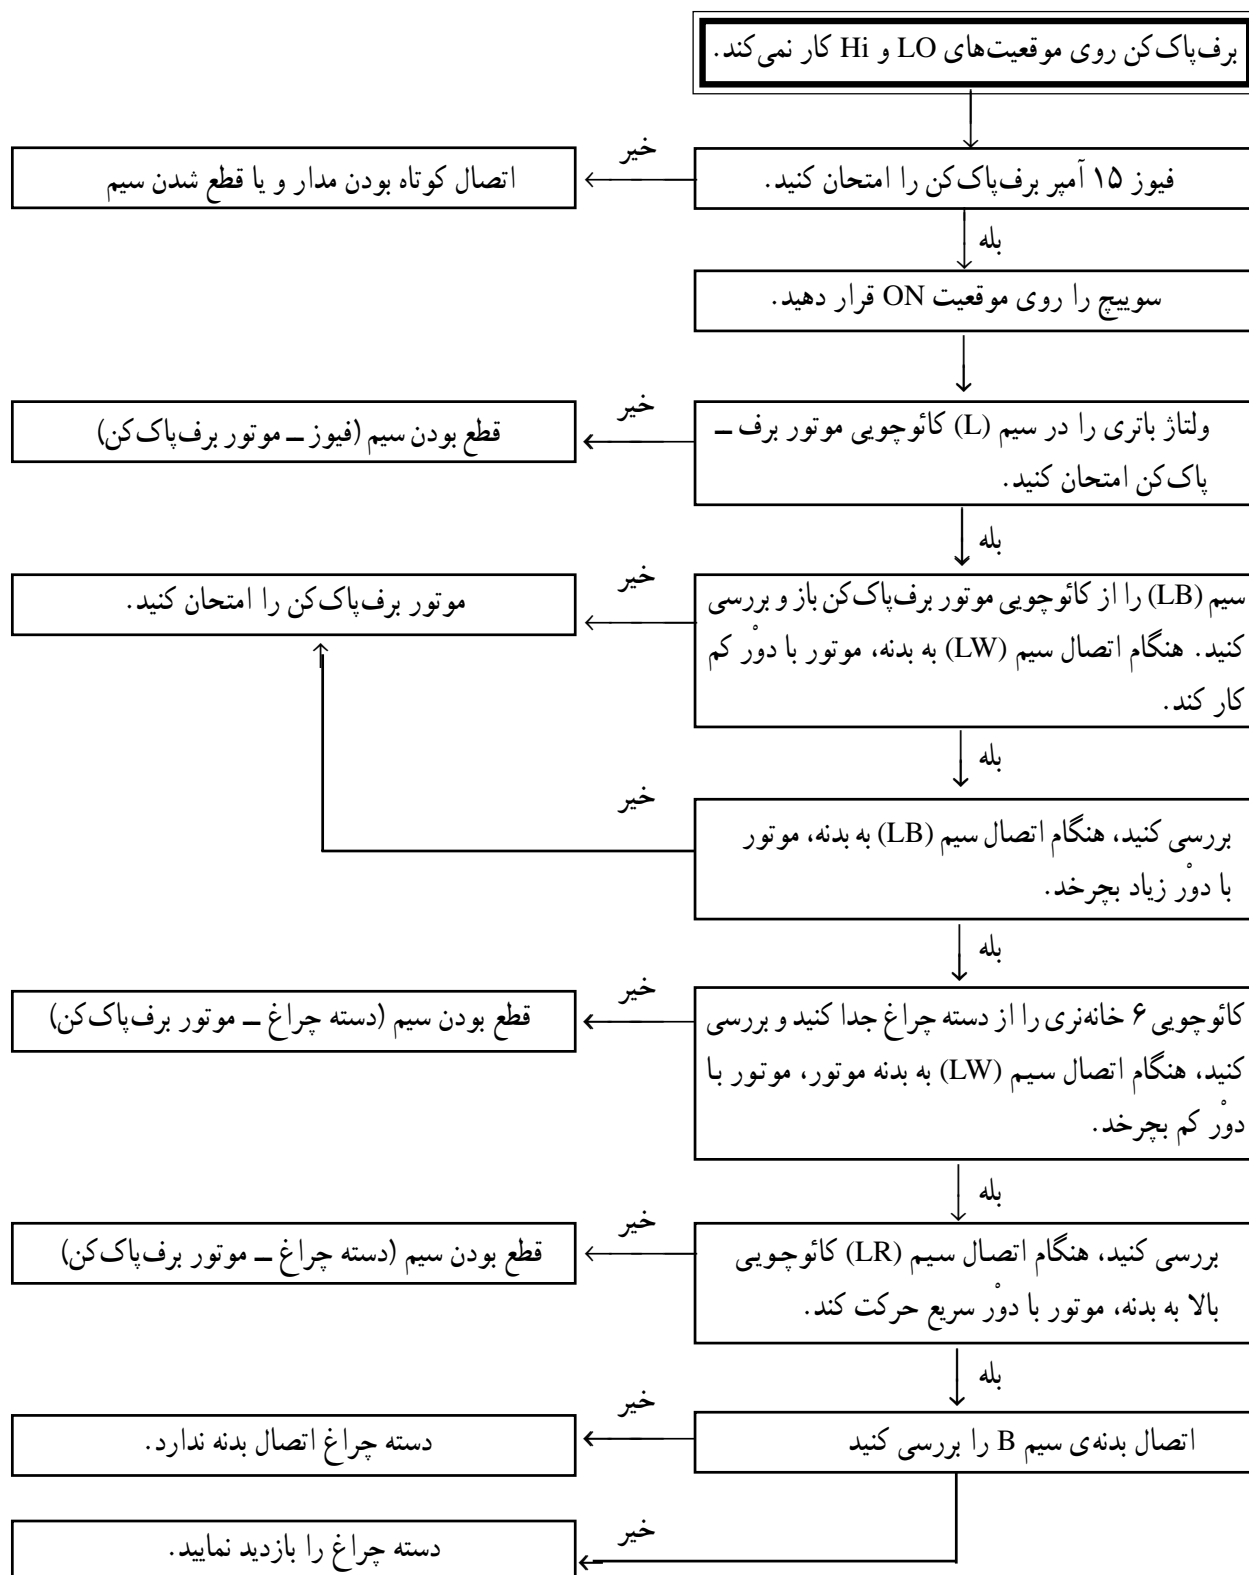 برف‌پاک‌کن روی موقعیت‌های LO و Hi کار نمی‌کند.
فیوز ۱۵ آمپر برف‌پاک‌کن را امتحان کنید.
خیر
اتصال کوتاه بودن مدار و یا قطع شدن سیم
بله
سوییچ را روی موقعیت ON قرار دهید.
ولتاژ باتری را در سیم (L) کائوچویی موتور برف ــ
پاک‌کن امتحان کنید.
خیر
قطع بودن سیم (فیوز ــ موتور برف‌پاک‌کن)
بله
سیم (LB) را از کائوچویی موتور برف‌پاک‌کن باز و بررسی
کنید. هنگام اتصال سیم (LW) به بدنه، موتور با دوْر کم
کار کند.
خیر
موتور برف‌پاک‌کن را امتحان کنید.
بله
بررسی کنید، هنگام اتصال سیم (LB) به بدنه، موتور
با دوْر زیاد بچرخد.
خیر
بله
کائوچویی ۶ خانه‌نری را از دسته چراغ جدا کنید و بررسی
کنید، هنگام اتصال سیم (LW) به بدنه موتور، موتور با
دوْر کم بچرخد.
خیر
قطع بودن سیم (دسته چراغ ــ موتور برف‌پاک‌کن)
بله
بررسی کنید، هنگام اتصال سیم (LR) کائوچویی
بالا به بدنه، موتور با دوْر سریع حرکت کند.
خیر
قطع بودن سیم (دسته چراغ ــ موتور برف‌پاک‌کن)
بله
اتصال بدنه‌ی سیم B را بررسی کنید
خیر
دسته چراغ اتصال بدنه ندارد.
خیر
دسته چراغ را بازدید نمایید.